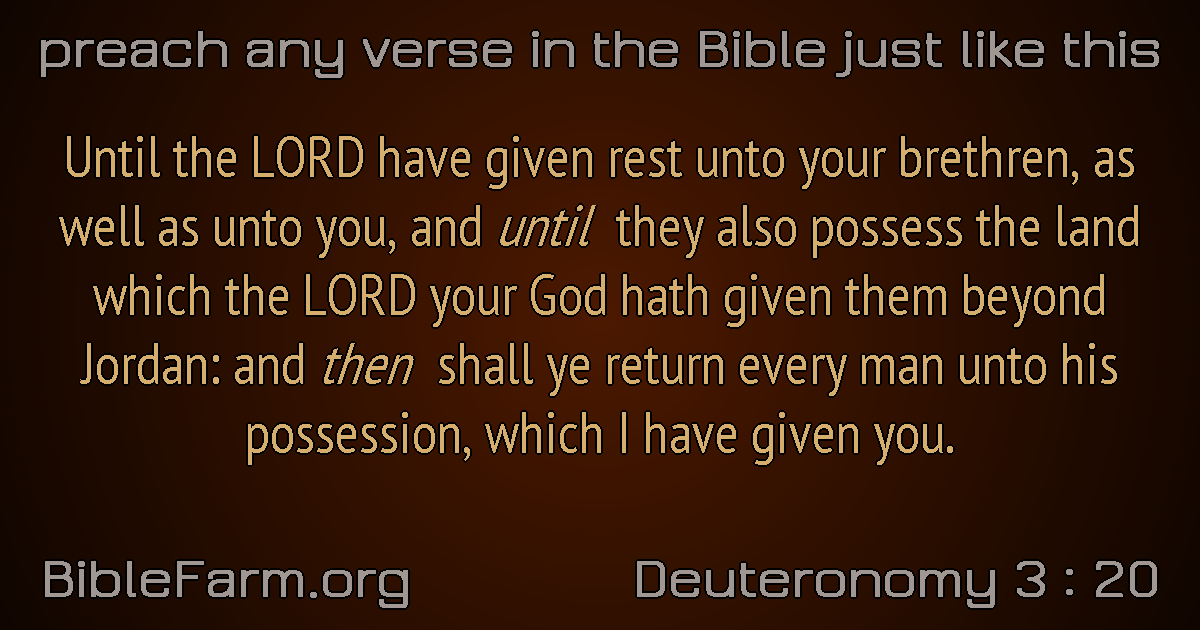 preach any verse in the Bible just like this
Until the LORD have given rest unto your brethren, as
well as unto you, and until they also possess the land
which the LORD your God hath given them beyond
Jordan: and then shall ye return every man unto his
possession, which I have given you.
BibleFarm.org
Deuteronomy 3 : 20